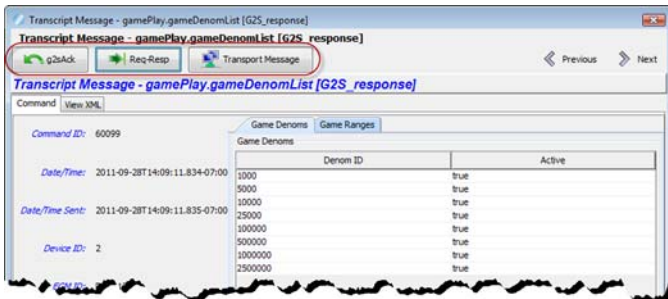 Transcript Message - gamePlay.gameDenomList [G2S_response]
Transcript Message - gamePlay.gameDenomList [G2S_response]
g2sAck Req-Resp Transport Message Previous Next
Transcript Message - gamePlay.gameDenomList [G2S_response]
Command View XML
Command ID: 60099
Date/Time: 2011-09-28T14:09:11.834-07:00
Date/Time Sent: 2011-09-28T14:09:11.835-07:00
Device ID: 2
Game Denoms Game Ranges
Game Denoms
Denom ID Active
1000 true
5000 true
10000 true
25000 true
100000 true
500000 true
1000000 true
2500000 true